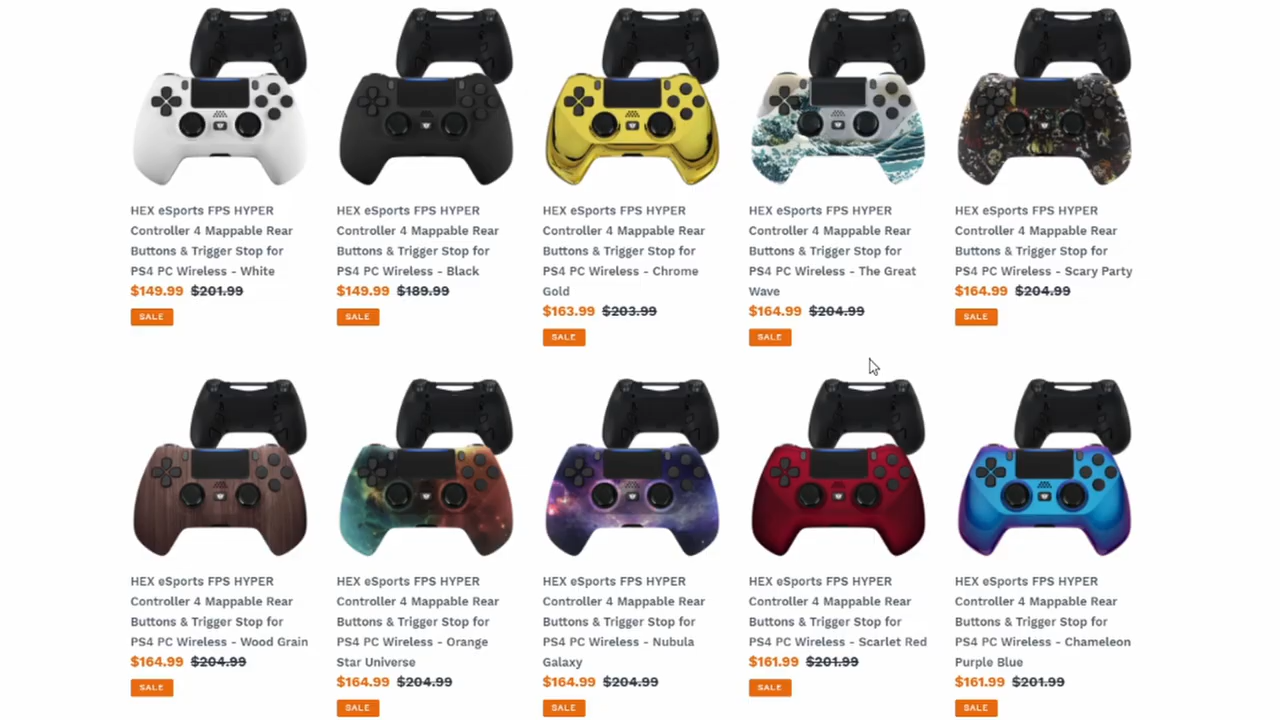 HEX eSports FPS HYPER
Controller 4 Mappable Rear
Buttons & Trigger Stop for
PS4 PC Wireless - White
$149.99 $201.99
SALE
HEX eSports FPS HYPER
Controller 4 Mappable Rear
Buttons & Trigger Stop for
PS4 PC Wireless - Black
$149.99 $189.99
SALE
HEX eSports FPS HYPER
Controller 4 Mappable Rear
Buttons & Trigger Stop for
PS4 PC Wireless - Chrome
Gold
$163.99 $203.99
SALE
HEX eSports FPS HYPER
Controller 4 Mappable Rear
Buttons & Trigger Stop for
PS4 PC Wireless - The Great
Wave
$164.99 $204.99
SALE
HEX eSports FPS HYPER
Controller 4 Mappable Rear
Buttons & Trigger Stop for
PS4 PC Wireless - Scary Party
$164.99 $204.99
SALE
HEX eSports FPS HYPER
Controller 4 Mappable Rear
Buttons & Trigger Stop for
PS4 PC Wireless - Wood Grain
$164.99 $204.99
SALE
HEX eSports FPS HYPER
Controller 4 Mappable Rear
Buttons & Trigger Stop for
PS4 PC Wireless - Orange
Star Universe
$164.99 $204.99
SALE
HEX eSports FPS HYPER
Controller 4 Mappable Rear
Buttons & Trigger Stop for
PS4 PC Wireless - Nubula
Galaxy
$164.99 $204.99
SALE
HEX eSports FPS HYPER
Controller 4 Mappable Rear
Buttons & Trigger Stop for
PS4 PC Wireless - Scarlet Red
$161.99 $201.99
SALE
HEX eSports FPS HYPER
Controller 4 Mappable Rear
Buttons & Trigger Stop for
PS4 PC Wireless - Chameleon
Purple Blue
$161.99 $201.99
SALE